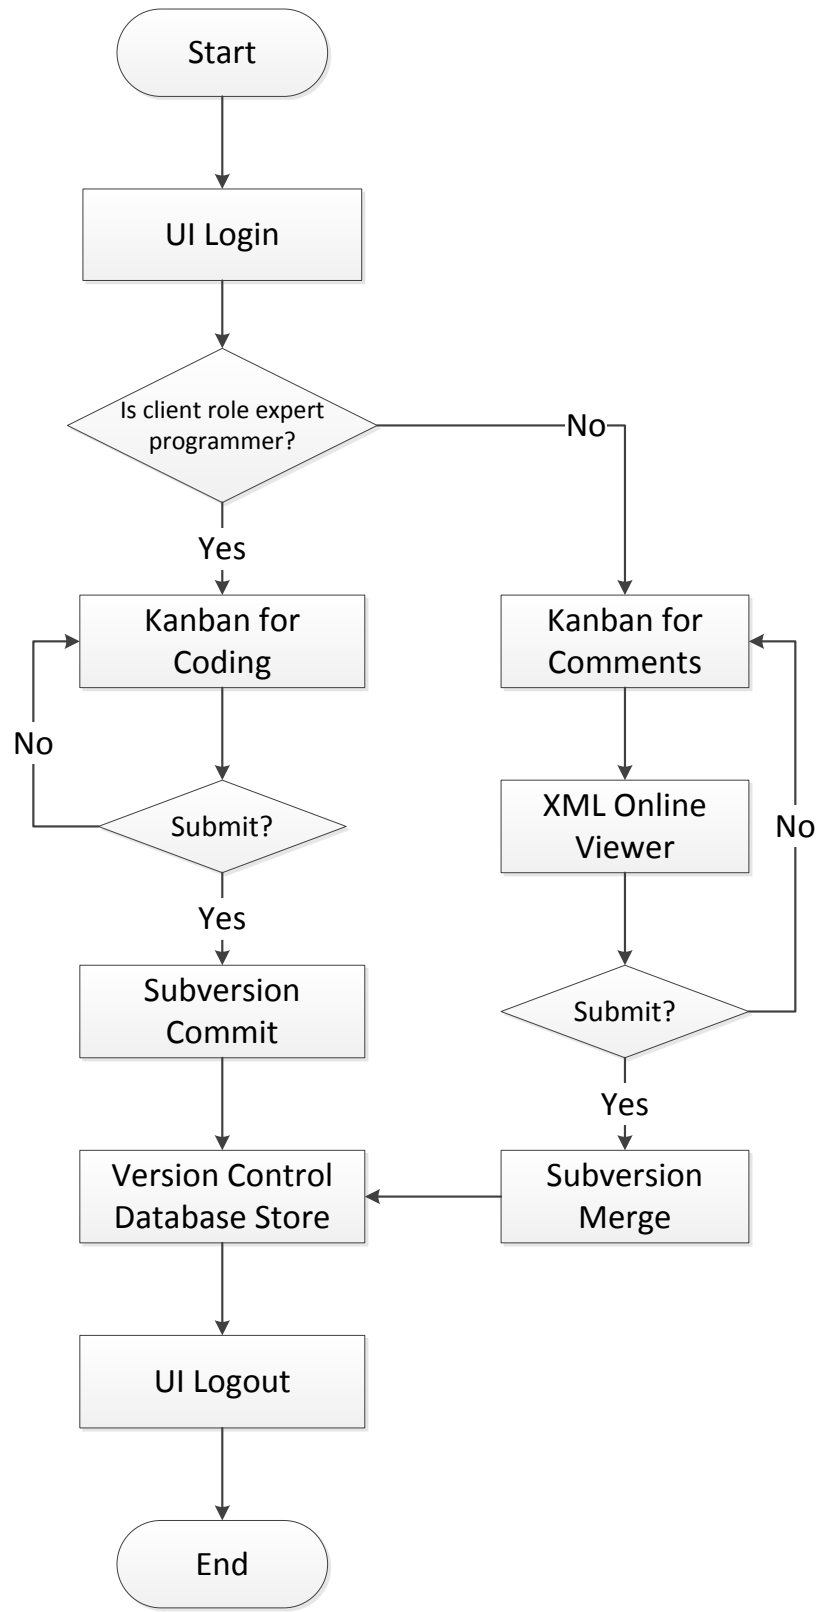 Start
UI Login
Is client role expert
programmer?
No
Yes
Kanban for
Coding
Kanban for
Comments
No
XML Online
Viewer
Submit?
No
Yes
Subversion
Commit
Submit?
Yes
Version Control
Database Store
Subversion
Merge
UI Logout
End